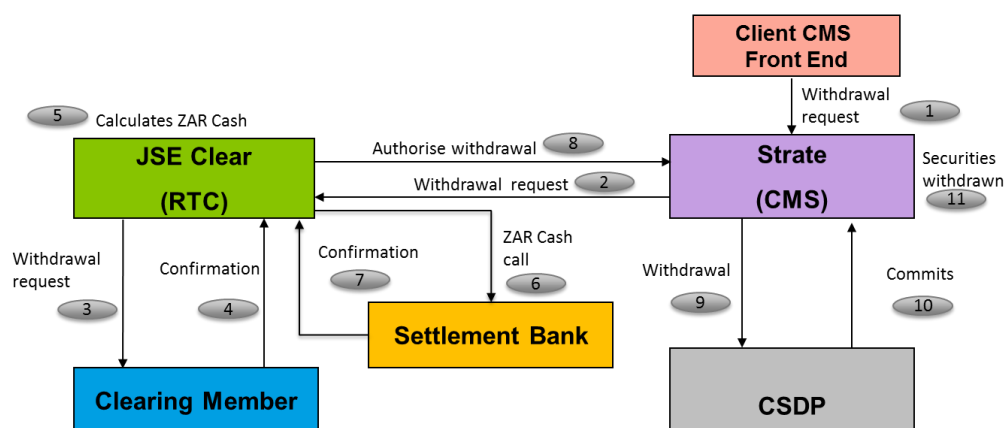 Client CMS
Front End
Withdrawal
request
1
5
Calculates ZAR Cash
JSE Clear
(RTC)
Authorise withdrawal
8
Withdrawal request
2
Strate
(CMS)
Securities
withdrawn
11
Withdrawal
request
3
Confirmation
4
Confirmation
7
ZAR Cash
call
6
Withdrawal
9
Commits
10
Settlement Bank
Clearing Member
CSDP